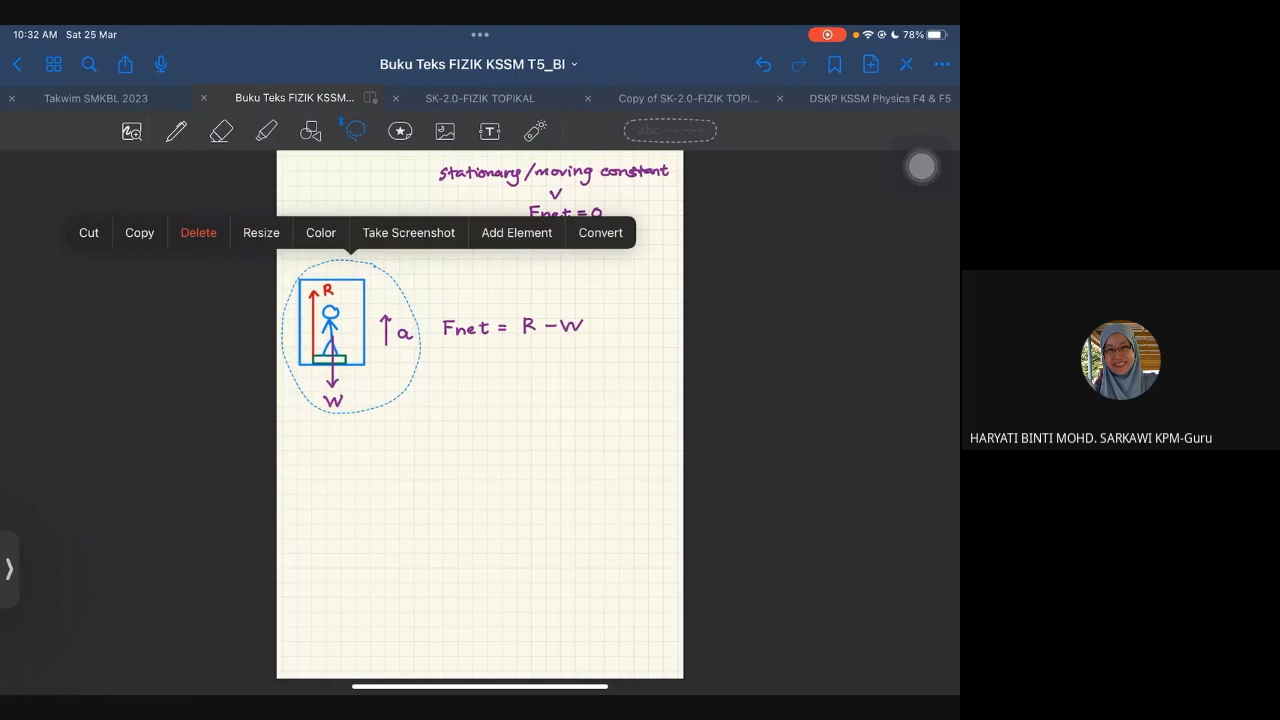 10:32 AM Sat 25 Mar
78%
Buku Teks FIZIK KSSM T5_BI
Takwim SMKBL 2023
Buku Teks FIZIK KSSM...
SK-2.0-FIZIK TOPIKAL
Copy of SK-2.0-FIZIK TOPI...
DSKP KSSM Physics F4 & F5
abc
stationary/moving constant
v
Fnet = 0
Cut Copy Delete Resize Color Take Screenshot Add Element Convert
R
a
Fnet = R - W
W
HARYATI BINTI MOHD. SARKAWI KPM-Guru